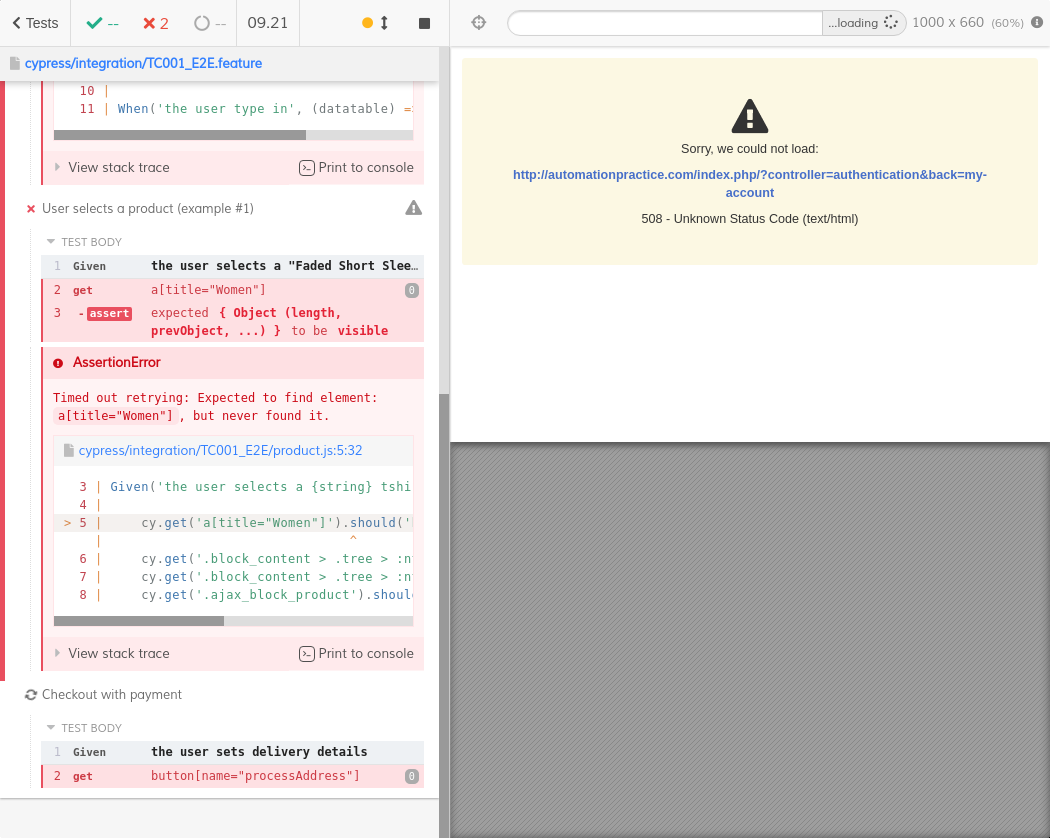 Tests
--
2
--
09.21
...loading
1000 x 660 (60%)
cypress/integration/TC001_E2E.feature
10 |
11 | When('the user type in', (datatable) =
View stack trace
Print to console
User selects a product (example #1)
TEST BODY
1 Given the user selects a "Faded Short Slee…
2 get a[title="Women"] 0
3 -assert expected { Object (length,
prevObject, ...) } to be visible
AssertionError
Timed out retrying: Expected to find element:
a[title="Women"], but never found it.
cypress/integration/TC001_E2E/product.js:5:32
3 | Given('the user selects a {string} tshi
4 |
> 5 |     cy.get('a[title="Women"]').should('
|                               ^
6 |     cy.get('.block_content > .tree > :n
7 |     cy.get('.block_content > .tree > :n
8 |     cy.get('.ajax_block_product').shoul
View stack trace
Print to console
Checkout with payment
TEST BODY
1 Given the user sets delivery details
2 get button[name="processAddress"] 0
Sorry, we could not load:
http://automationpractice.com/index.php/?controller=authentication&back=my-
account
508 - Unknown Status Code (text/html)